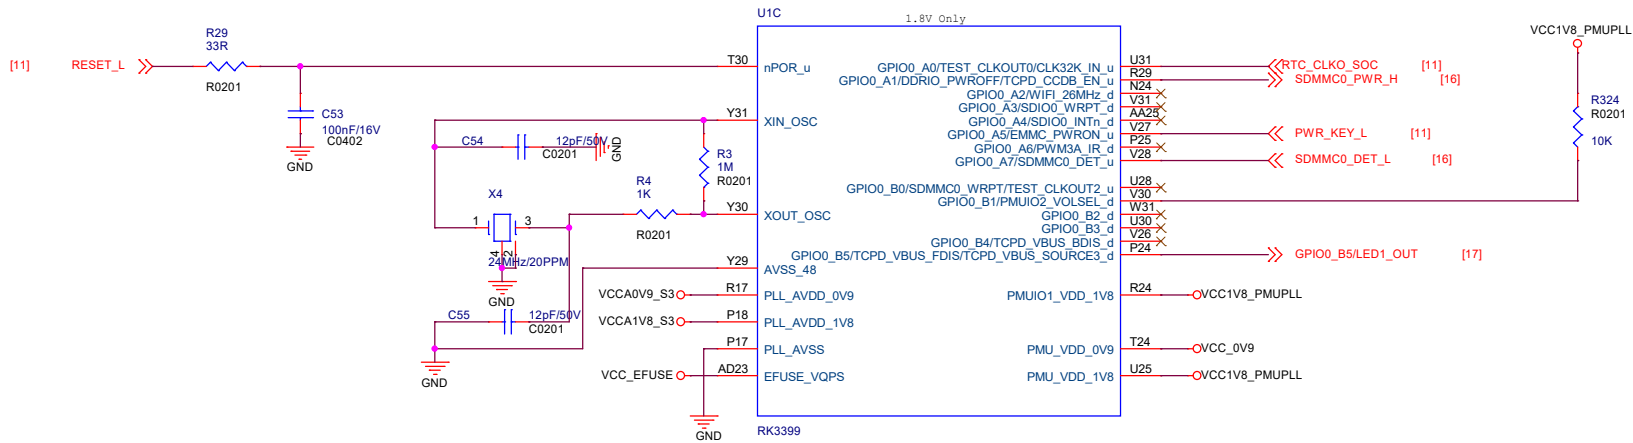 U1C
1.8V Only
VCC1V8_PMUPLL
R29
33R
R0201
[11] RESET_L
C53
100nF/16V
C0402
GND
T30 nPOR_u
Y31 XIN_OSC
C54 12pF/50V
C0201
GND
R3
1M
R0201
R4
1K
R0201
Y30 XOUT_OSC
X4
1 3
4 2
24MHz/20PPM
GND
Y29 AVSS_48
VCCA0V9_S3 R17 PLL_AVDD_0V9
C55 12pF/50V
C0201
VCCA1V8_S3 P18 PLL_AVDD_1V8
P17 PLL_AVSS
GND
VCC_EFUSE AD23 EFUSE_VQPS
GND
RK3399
GPIO0_A0/TEST_CLKOUT0/CLK32K_IN_u U31 RTC_CLKO_SOC [11]
GPIO0_A1/DDRIO_PWROFF/TCPD_CCDB_EN_u R29 SDMMC0_PWR_H [16]
GPIO0_A2/WIFI_26MHz_d N24
GPIO0_A3/SDIO0_WRPT_d V31
GPIO0_A4/SDIO0_INTn_d AA25
GPIO0_A5/EMMC_PWRON_u V27 PWR_KEY_L [11]
GPIO0_A6/PWM3A_IR_d P25
GPIO0_A7/SDMMC0_DET_u V28 SDMMC0_DET_L [16]
GPIO0_B0/SDMMC0_WRPT/TEST_CLKOUT2_u U28
GPIO0_B1/PMUIO2_VOLSEL_d V30
GPIO0_B2_d W31
GPIO0_B3_d U30
GPIO0_B4/TCPD_VBUS_BDIS_d V26
GPIO0_B5/TCPD_VBUS_FDIS/TCPD_VBUS_SOURCE3_d P24 GPIO0_B5/LED1_OUT [17]
PMUIO1_VDD_1V8 R24 VCC1V8_PMUPLL
PMU_VDD_0V9 T24 VCC_0V9
PMU_VDD_1V8 U25 VCC1V8_PMUPLL
R324
R0201
10K